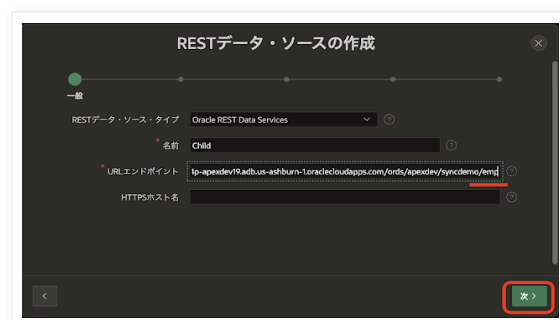 RESTデータ・ソースの作成
一般
RESTデータ・ソース・タイプ Oracle REST Data Services
* 名前 Child
* URLエンドポイント lp-apexdev19.adb.us-ashburn-1.oraclecloudapps.com/ords/apexdev/syncdemo/emp
HTTPSホスト名
次 >